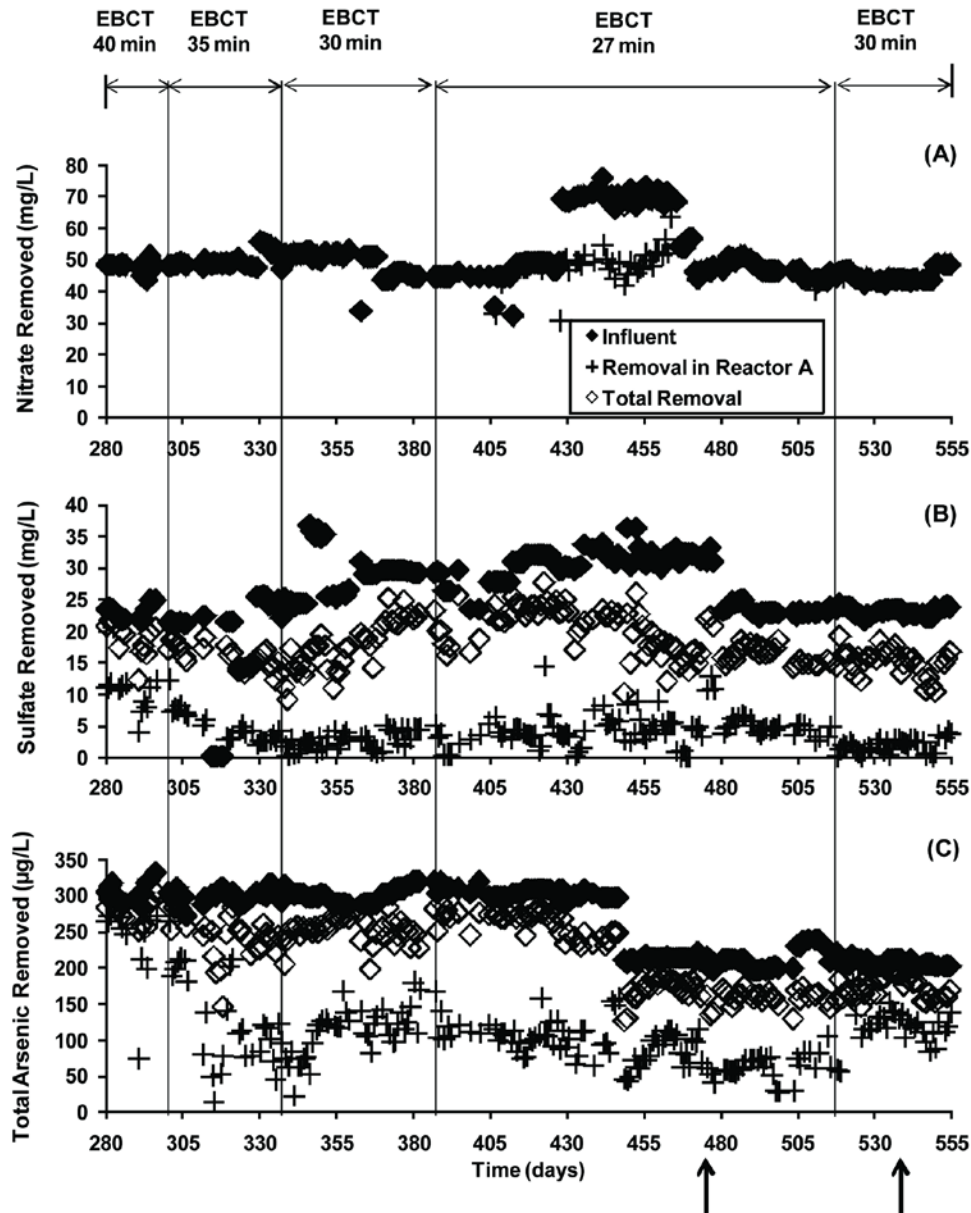 EBCT EBCT EBCT EBCT EBCT
40 min 35 min 30 min 27 min 30 min
(A)
Nitrate Removed (mg/L)
80
70
60
50
40
30
20
10
0
Influent
Removal in Reactor A
Total Removal
280 305 330 355 380 405 430 455 480 505 530 555
(B)
Sulfate Removed (mg/L)
40
35
30
25
20
15
10
5
0
280 305 330 355 380 405 430 455 480 505 530 555
(C)
Total Arsenic Removed (µg/L)
350
300
250
200
150
100
50
0
280 305 330 355 380 405 430 455 480 505 530 555
Time (days)